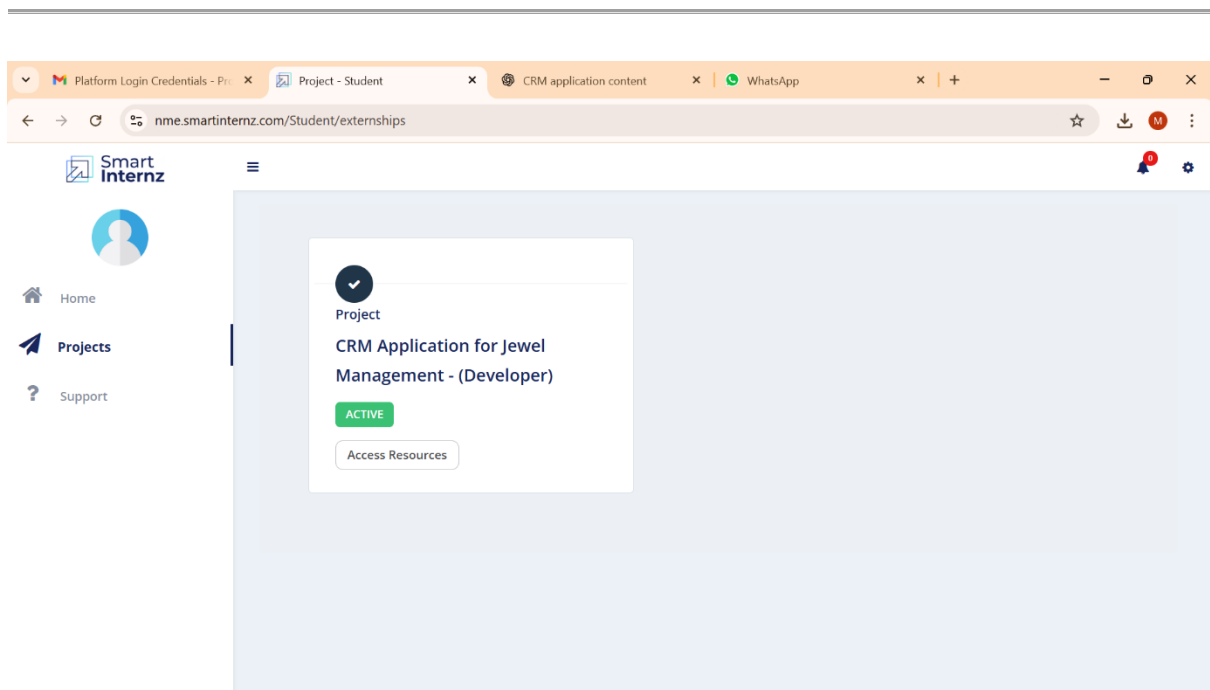 Platform Login Credentials - Pro
Project - Student
CRM application content
WhatsApp
nme.smartinternz.com/Student/externships
M
Smart
Internz
0
Home
Projects
Support
Project
CRM Application for Jewel
Management - (Developer)
ACTIVE
Access Resources